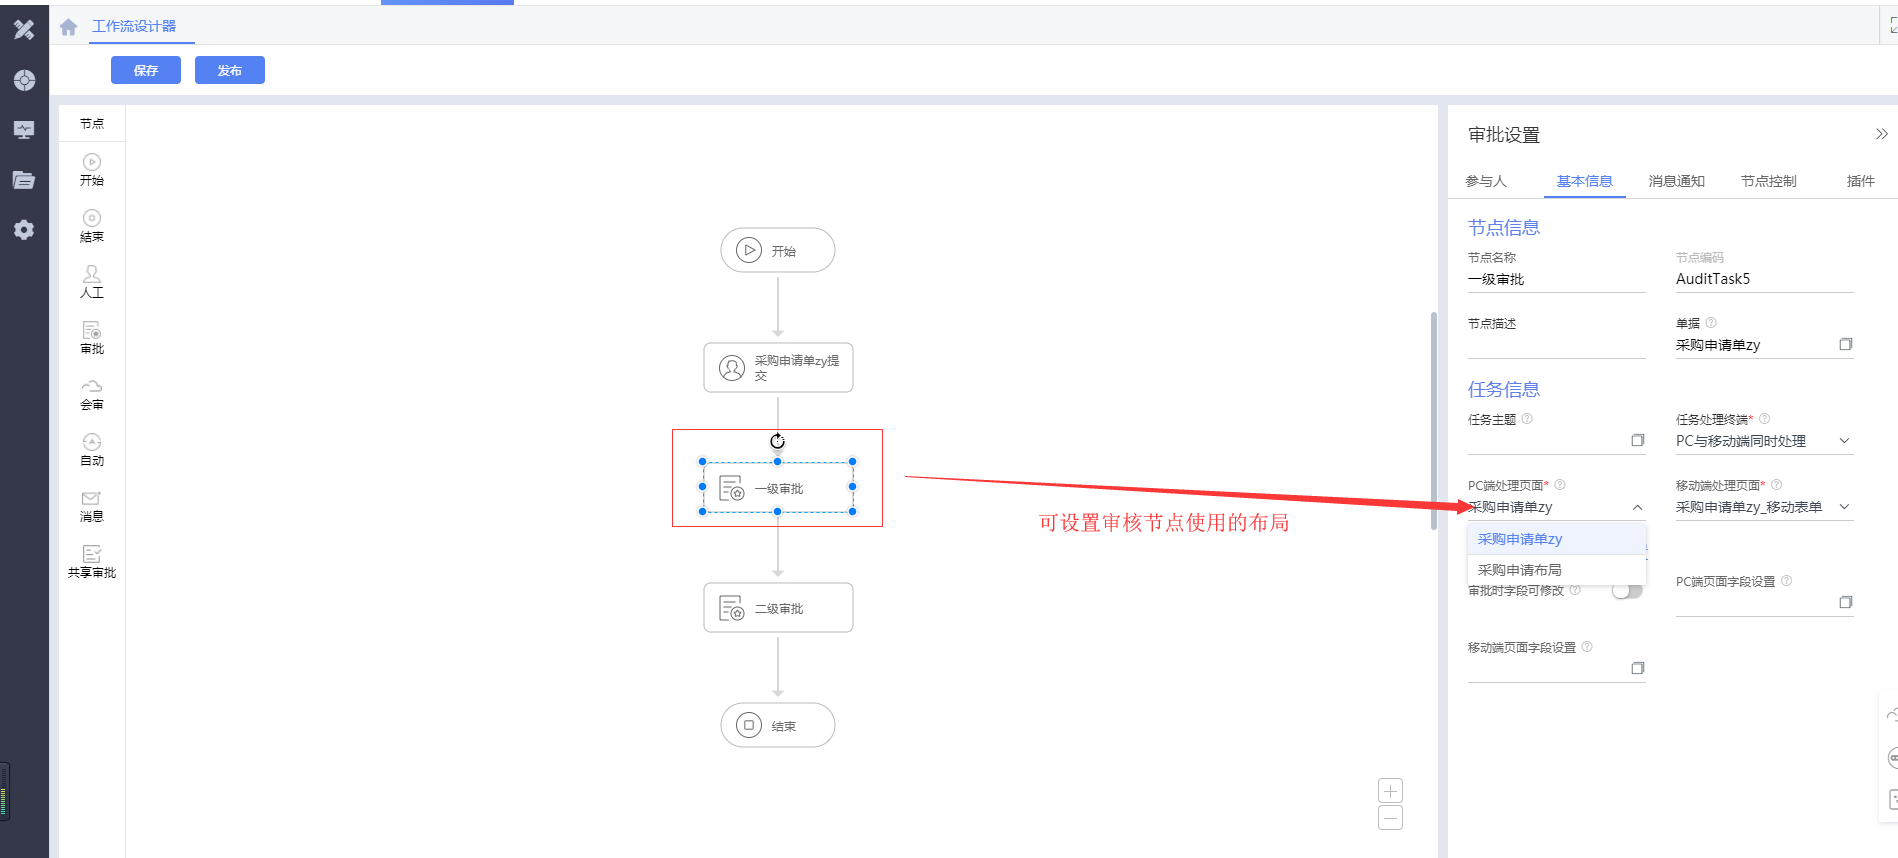 工作流设计器
保存
发布
节点
开始
結束
人工
审批
会审
自动
消息
共享审批
开始
采购申请单zy提
交
一级审批
二级审批
结束
可设置审核节点使用的布局
审批设置
参与人
基本信息
消息通知
节点控制
插件
节点信息
节点名称
节点编码
一级审批
AuditTask5
节点描述
单据
采购申请单zy
任务信息
任务主题
任务处理终端*
PC与移动端同时处理
PC端处理页面*
移动端处理页面*
采购申请单zy
采购申请单zy_移动表单
采购申请单zy
采购申请布局
审批时字段可修改
PC端页面字段设置
移动端页面字段设置